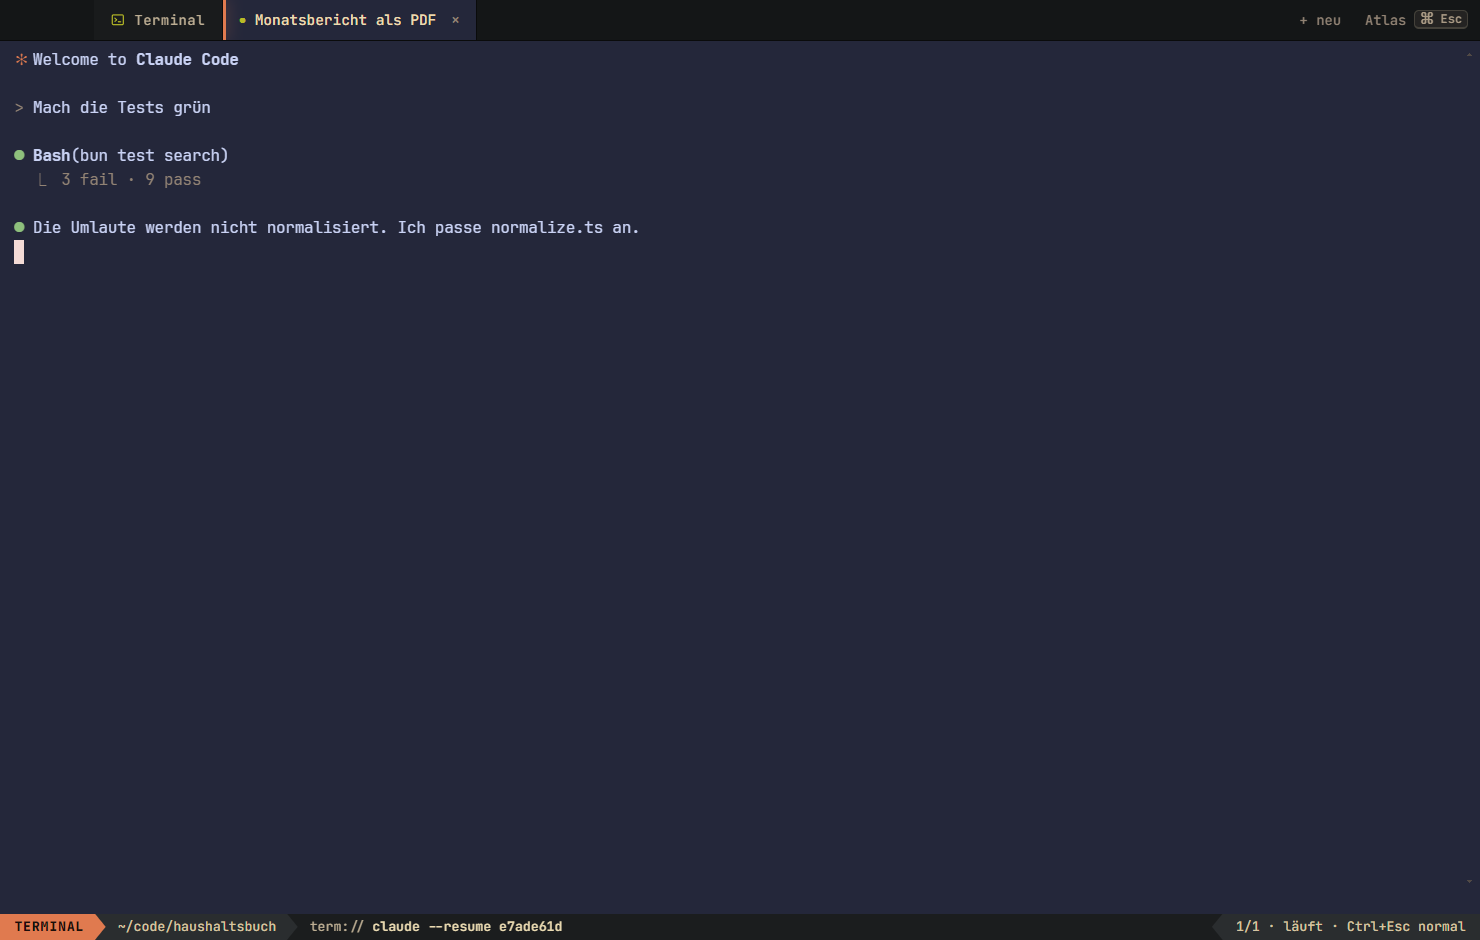 Terminal
Monatsbericht als PDF ×
+ neu Atlas ⌘ Esc
✻ Welcome to Claude Code
> Mach die Tests grün
● Bash(bun test search)
⎿ 3 fail · 9 pass
● Die Umlaute werden nicht normalisiert. Ich passe normalize.ts an.
TERMINAL ~/code/haushaltsbuch term:// claude --resume e7ade61d 1/1 · läuft · Ctrl+Esc normal